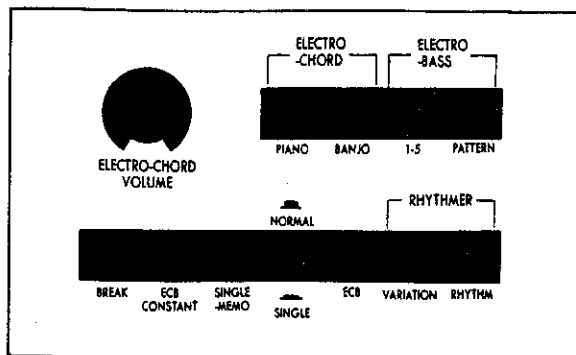 ELECTRO
-CHORD
ELECTRO
-BASS
PIANO BANJO 1-5 PATTERN
ELECTRO-CHORD
VOLUME
NORMAL
RHYTHMER
BREAK
ECB
CONSTANT
SINGLE
-MEMO
SINGLE
ECB
VARIATION
RHYTHM